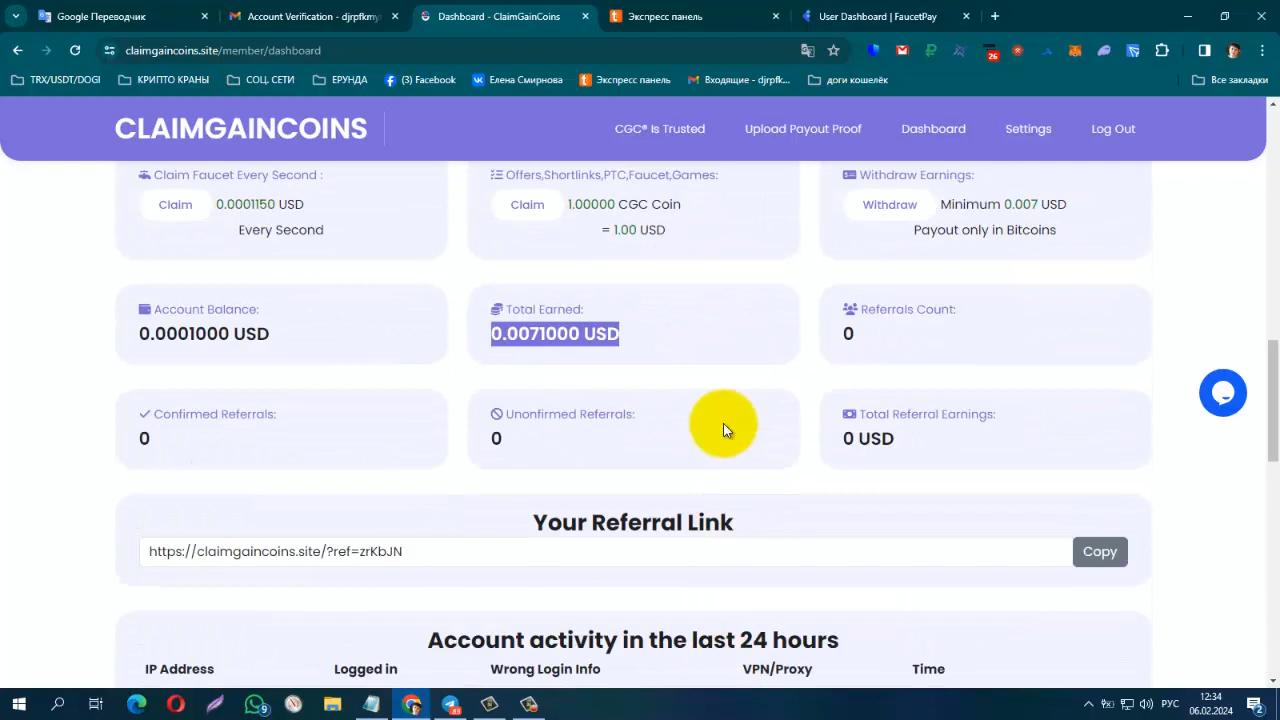 Google Переводчик
Account Verification - djrpfkmy
Dashboard - ClaimGainCoins
Экспресс панель
User Dashboard | FaucetPay
claimgaincoins.site/member/dashboard
26
TRX/USDT/DOGI
КРИПТО КРАНЫ
СОЦ. СЕТИ
ЕРУНДА
(3) Facebook
Елена Смирнова
Экспресс панель
Входящие - djrpfk...
доги кошелёк
Все закладки
CLAIMGAINCOINS
CGC® Is Trusted
Upload Payout Proof
Dashboard
Settings
Log Out
Claim Faucet Every Second :
Claim 0.0001150 USD
Every Second
Offers,Shortlinks,PTC,Faucet,Games:
Claim 1.00000 CGC Coin
= 1.00 USD
Withdraw Earnings:
Withdraw Minimum 0.007 USD
Payout only in Bitcoins
Account Balance:
0.0001000 USD
Total Earned:
0.0071000 USD
Referrals Count:
0
Confirmed Referrals:
0
Unonfirmed Referrals:
0
Total Referral Earnings:
0 USD
Your Referral Link
https://claimgaincoins.site/?ref=zrKbJN
Copy
Account activity in the last 24 hours
IP Address Logged in Wrong Login Info VPN/Proxy Time
РУС
12:34
06.02.2024